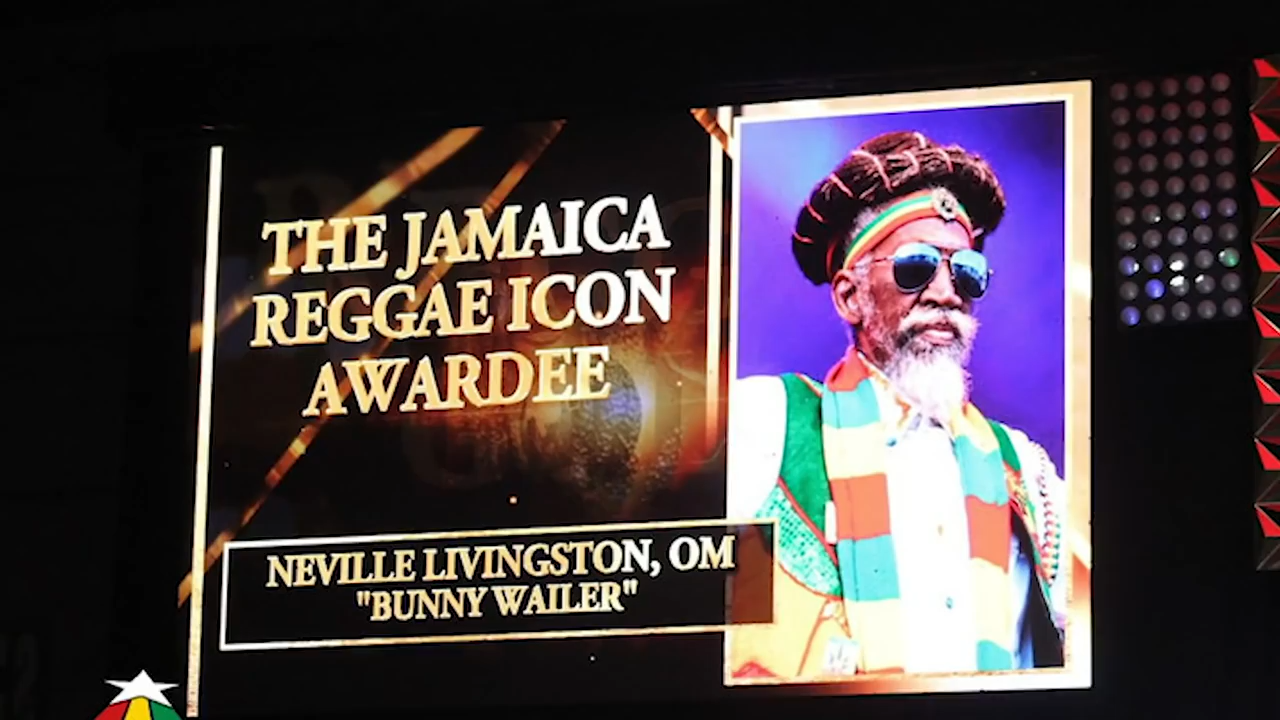 THE JAMAICA
REGGAE ICON
AWARDEE
NEVILLE LIVINGSTON, OM
"BUNNY WAILER"